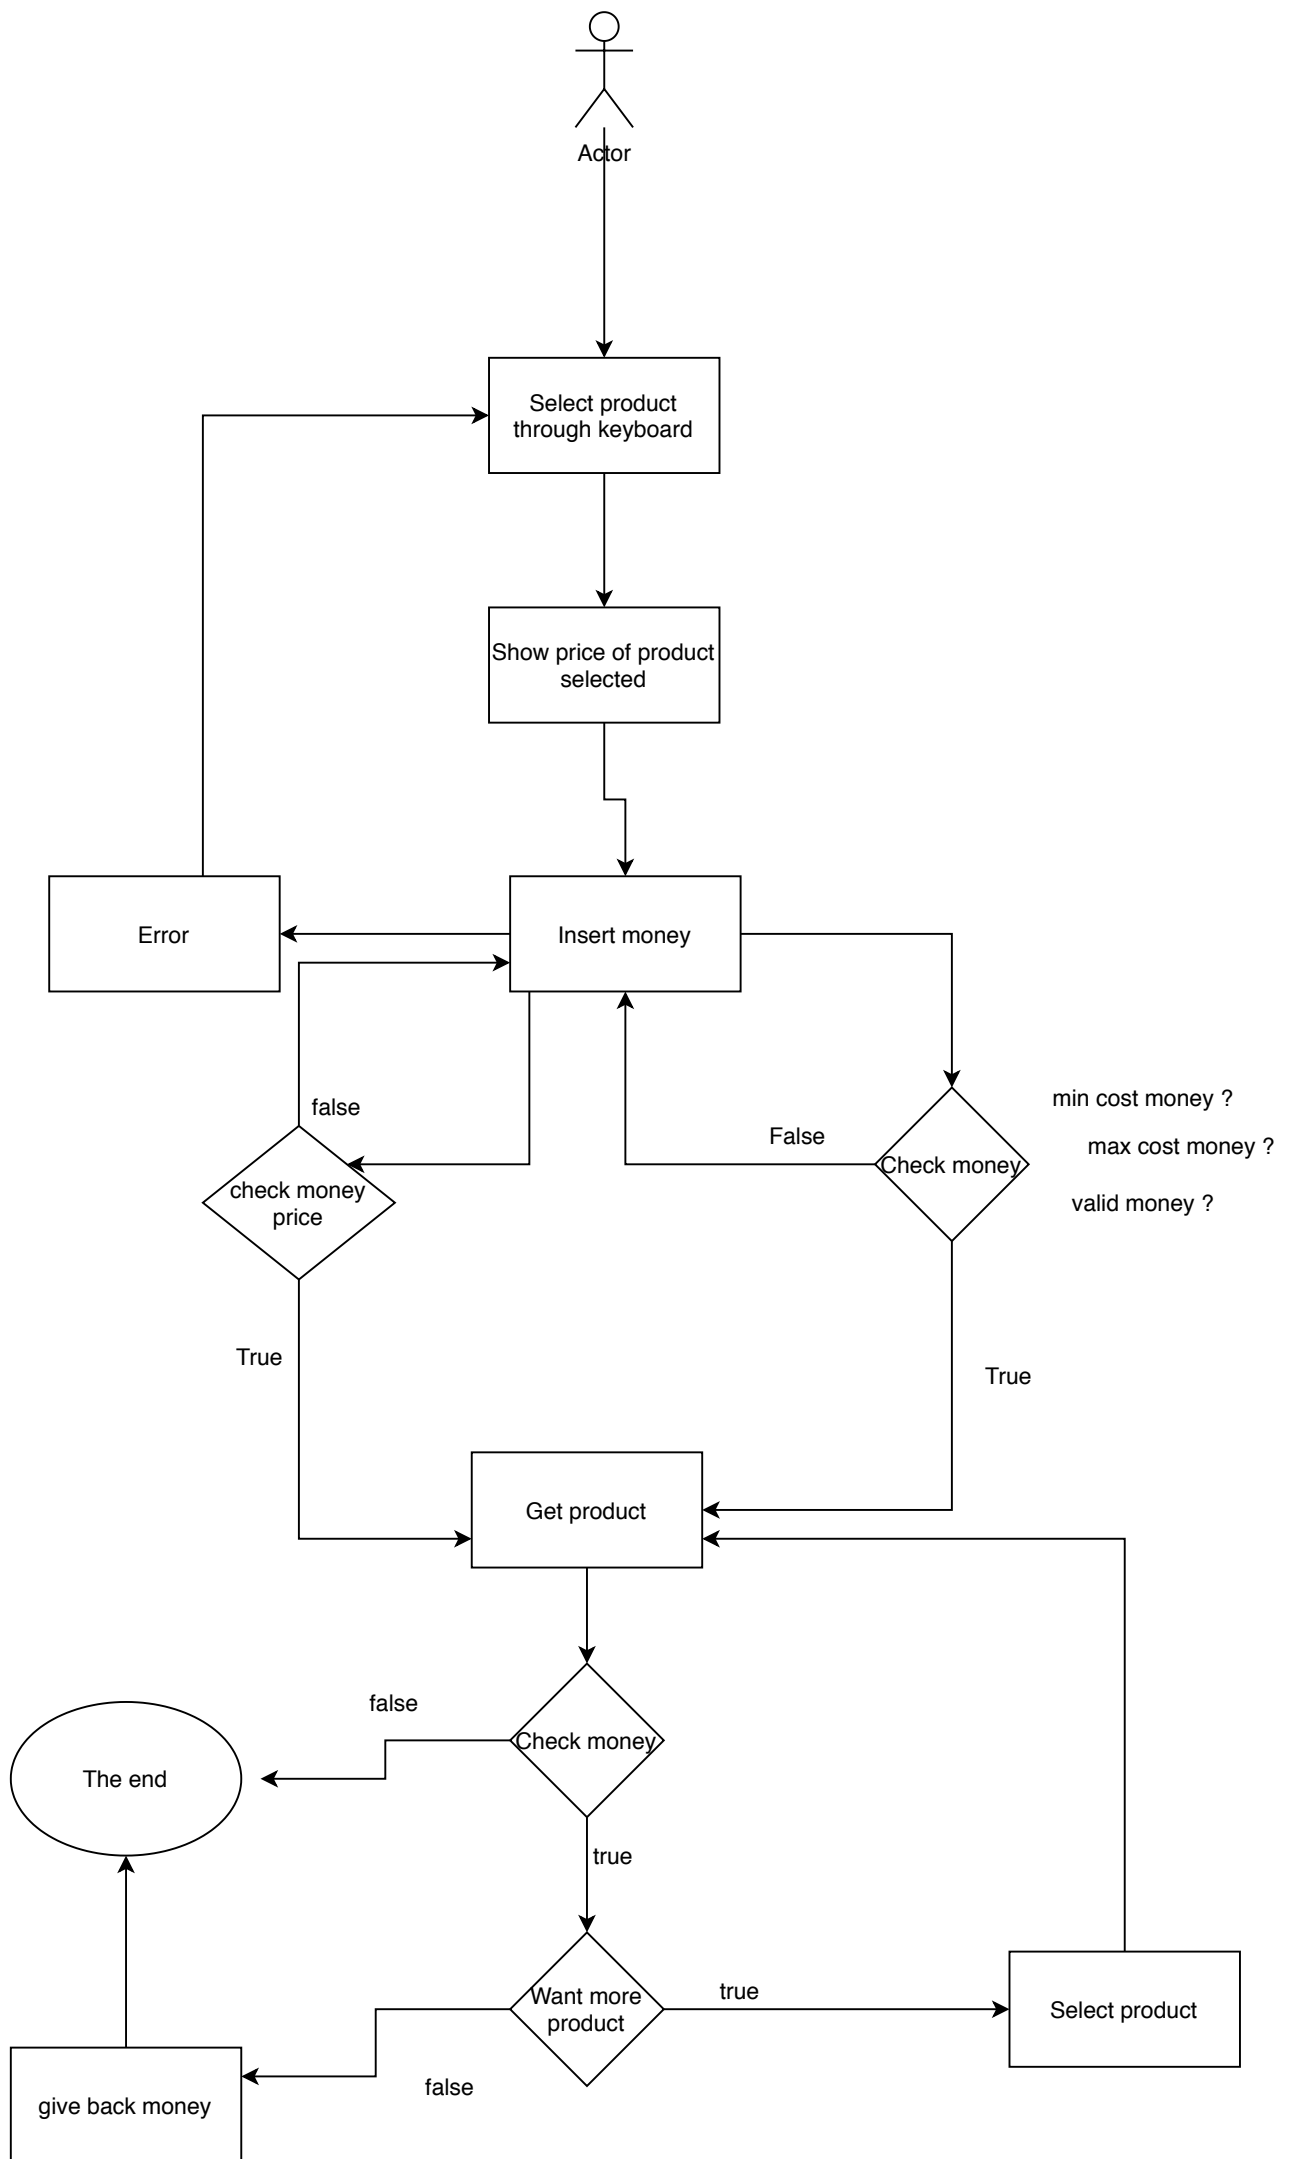 Actor
Select product
through keyboard
Show price of product
selected
Error
Insert money
false
False
min cost money ?
max cost money ?
valid money ?
Check money
check money
price
True
True
Get product
false
Check money
The end
true
Want more
product
true
Select product
false
give back money